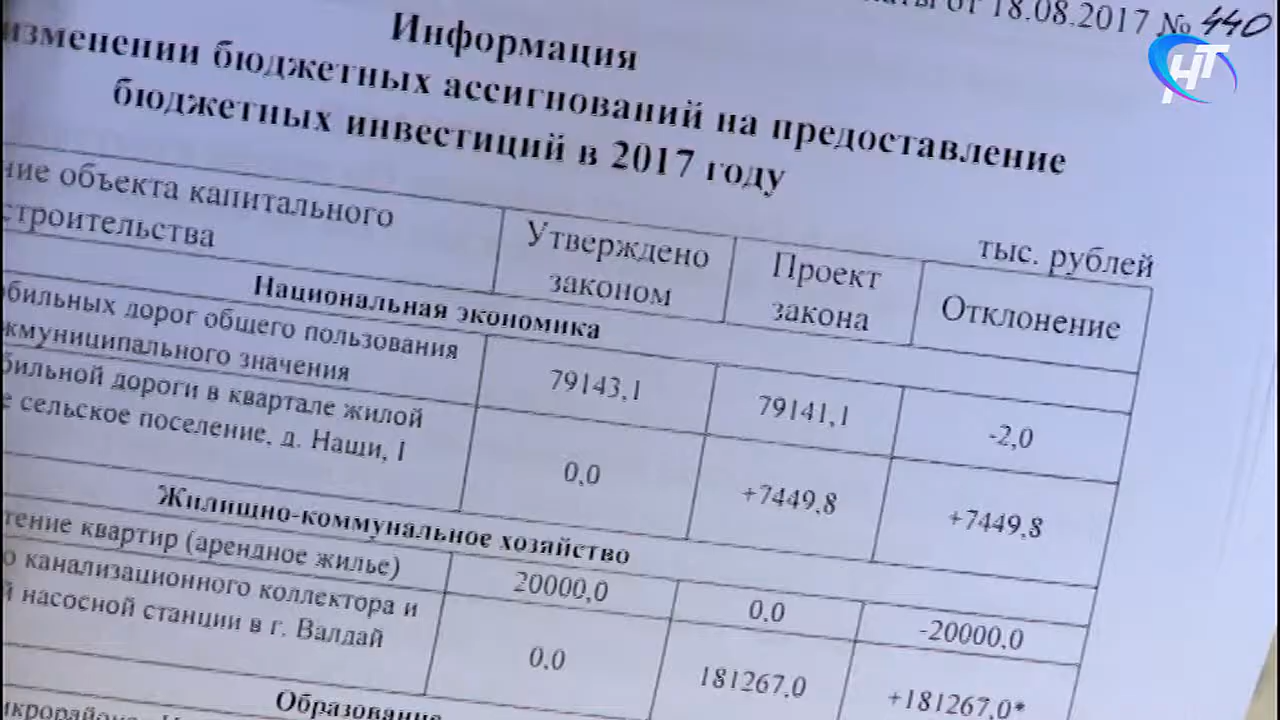 от 18.08.2017 № 440
НТ
Информация
изменении бюджетных ассигнований на предоставление
бюджетных инвестиций в 2017 году
тыс. рублей
ние объекта капитального
строительства
Утверждено
законом
Проект
закона
Отклонение
Национальная экономика
обильных дорог общего пользования
жмуниципального значения
79143,1
79141,1
-2,0
бильной дороги в квартале жилой
е сельское поселение, д. Наши, I
0,0
+7449,8
+7449,8
Жилищно-коммунальное хозяйство
тение квартир (арендное жилье)
20000,0
0,0
-20000,0
о канализационного коллектора и
й насосной станции в г. Валдай
0,0
181267,0
+181267,0*
Образование